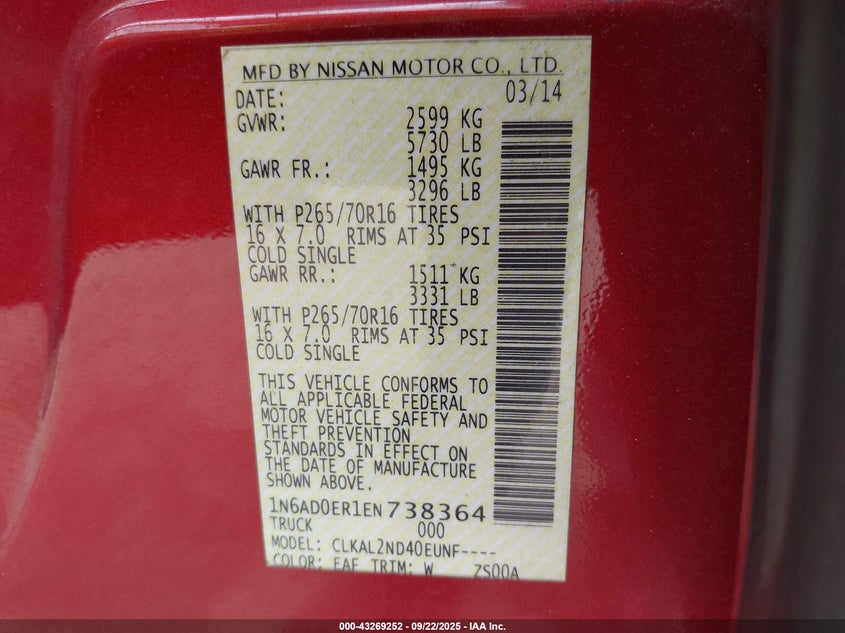 MFD BY NISSAN MOTOR CO., LTD.
DATE: 03/14
GVWR: 2599 KG
5730 LB
GAWR FR.: 1495 KG
3296 LB
WITH P265/70R16 TIRES
16 X 7.0 RIMS AT 35 PSI
COLD SINGLE
GAWR RR.: 1511 KG
3331 LB
WITH P265/70R16 TIRES
16 X 7.0 RIMS AT 35 PSI
COLD SINGLE
THIS VEHICLE CONFORMS TO
ALL APPLICABLE FEDERAL
MOTOR VEHICLE SAFETY AND
THEFT PREVENTION
STANDARDS IN EFFECT ON
THE DATE OF MANUFACTURE
SHOWN ABOVE.
1N6AD0ER1EN738364
TRUCK 000
MODEL: CLKAL2ND40EUNF----
COLOR: EAF TRIM: W ZS00A
000-43269252 - 09/22/2025 - IAA Inc.